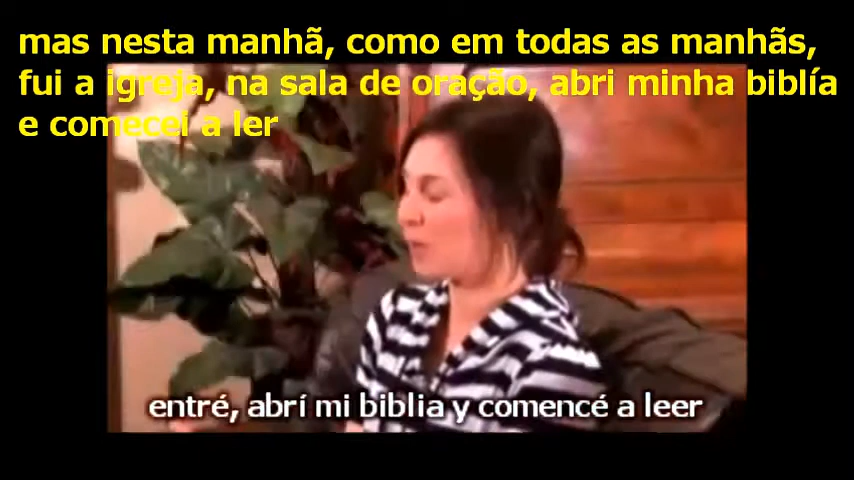 mas nesta manhã, como em todas as manhãs,
fui a igreja, na sala de oração, abri minha biblía
e comecei a ler
entré, abrí mi biblia y comencé a leer